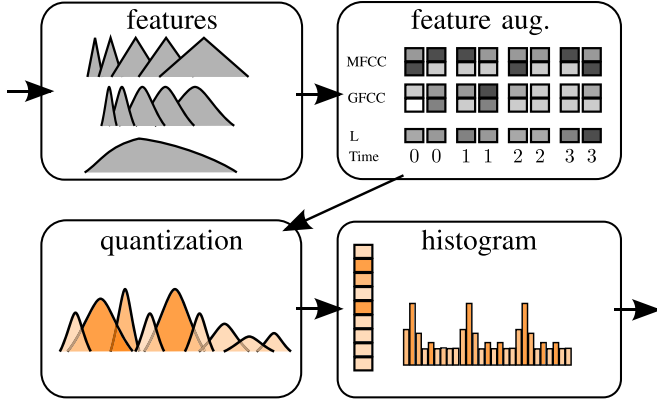 features
feature aug.
MFCC
GFCC
L
Time 0 0 1 1 2 2 3 3
quantization
histogram